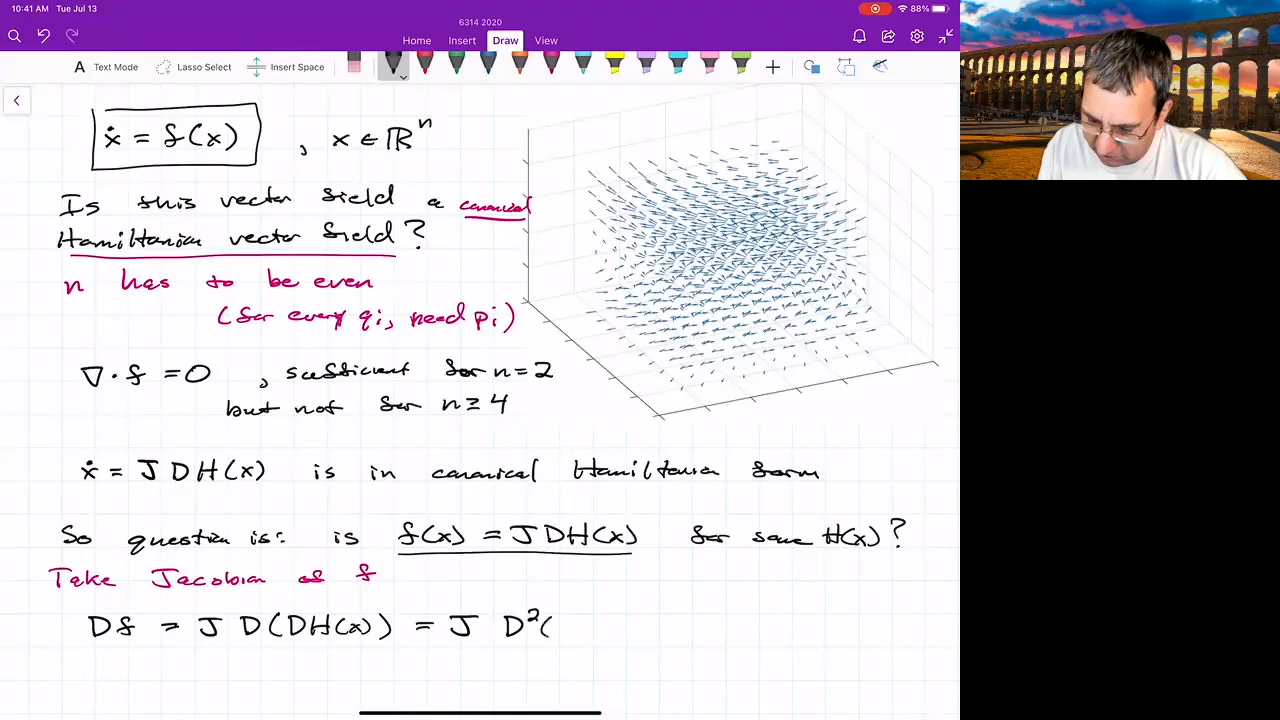 10:41 AM Tue Jul 13
88%
6314 2020
Home Insert Draw View
Text Mode Lasso Select Insert Space
ẋ = f(x) , x ∈ ℝⁿ
Is this vector field a canonical
Hamiltonian vector field?
n has to be even
(for every qi, need pi)
∇·f = 0 , sufficient for n=2
but not for n≥4
ẋ = J D H(x) is in canonical Hamiltonian form
So question is: is f(x) = J DH(x) for some H(x)?
Take Jacobian of f
Df = J D(DH(x)) = J D²(